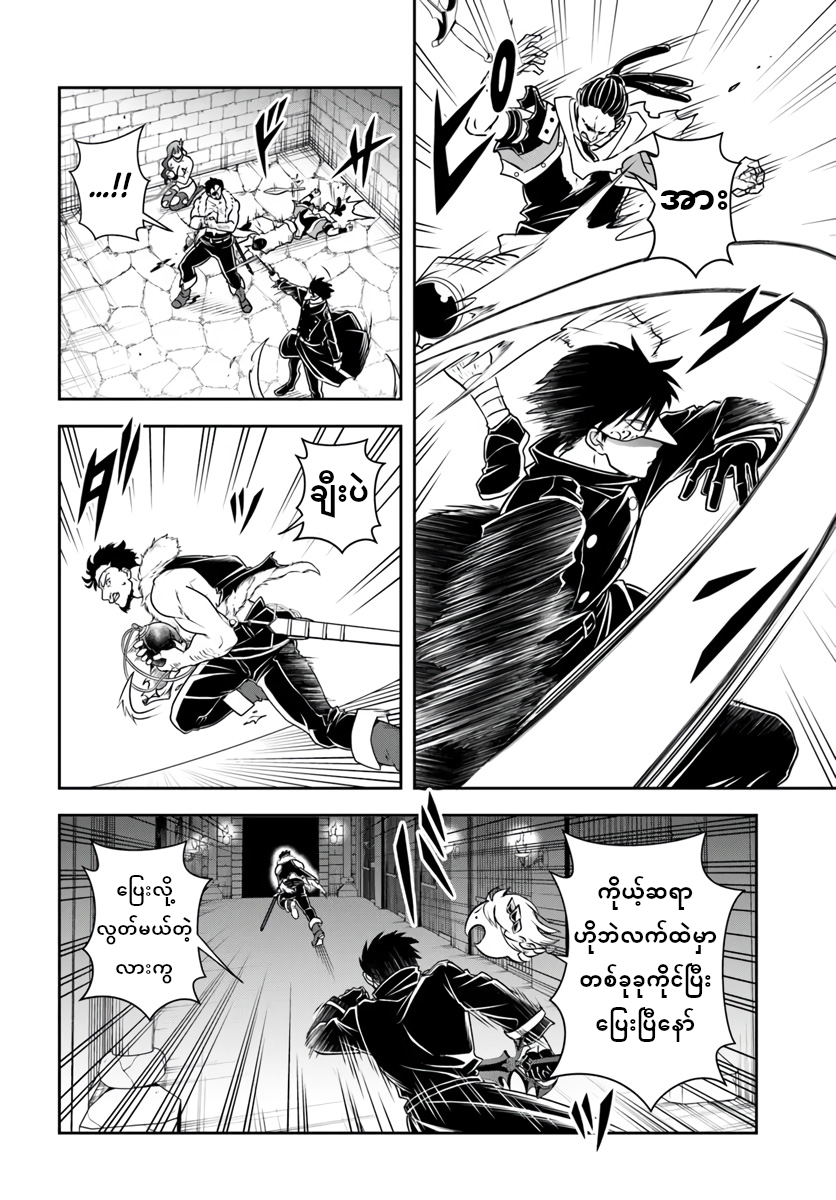 အား
...!!
ချီးပဲ
ကိုယ့်ဆရာ
ဟိုဘဲလက်ထဲမှာ
တစ်ခုခုကိုင်ပြီး
ပြေးပြီနော်
ပြေးလို့
လွတ်မယ်တဲ့
လားကွ